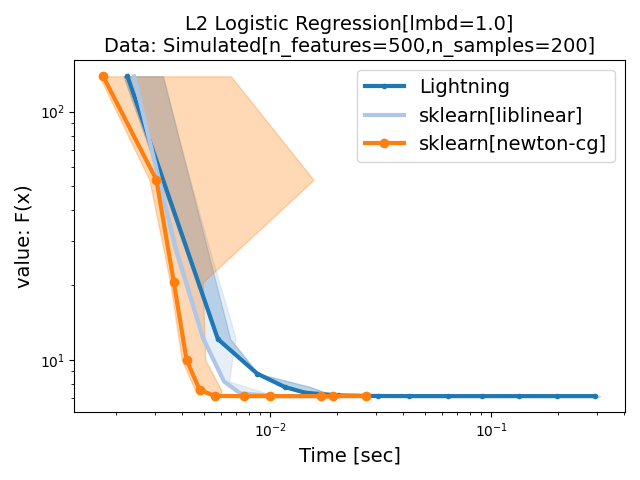 L2 Logistic Regression[lmbd=1.0]
Data: Simulated[n_features=500,n_samples=200]
value: F(x)
10²
10¹
Lightning
sklearn[liblinear]
sklearn[newton-cg]
10⁻²
10⁻¹
Time [sec]